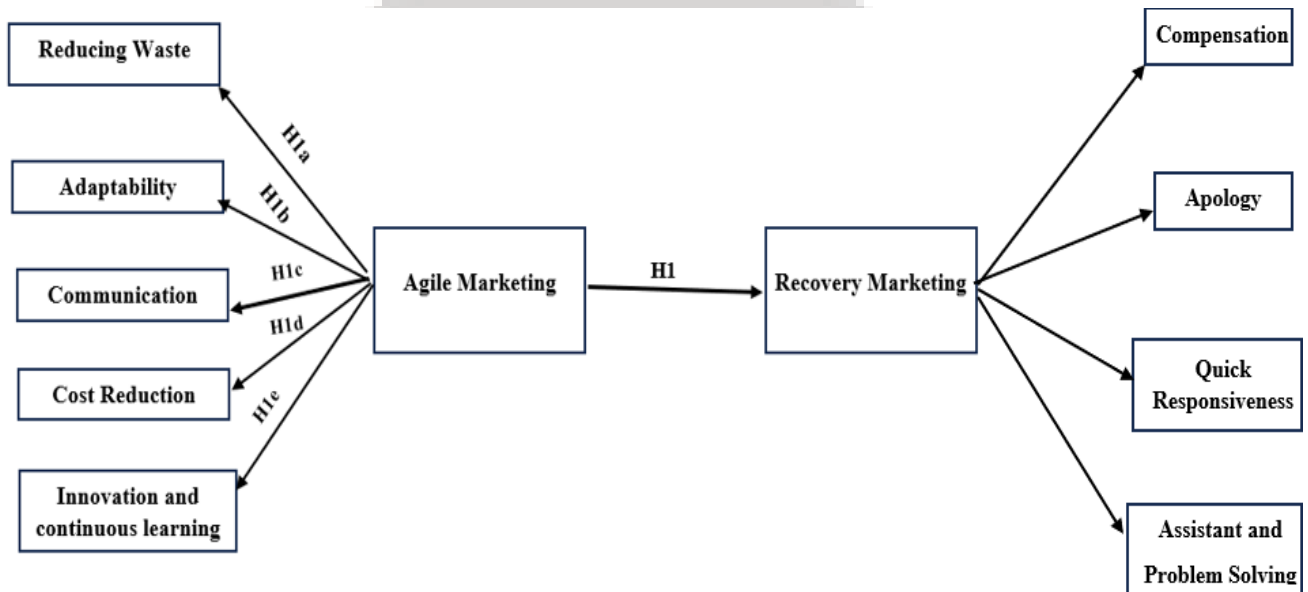 Reducing Waste
Adaptability
Communication
Cost Reduction
Innovation and
continuous learning
H1a
H1b
H1c
H1d
H1e
Agile Marketing
H1
Recovery Marketing
Compensation
Apology
Quick
Responsiveness
Assistant and
Problem Solving